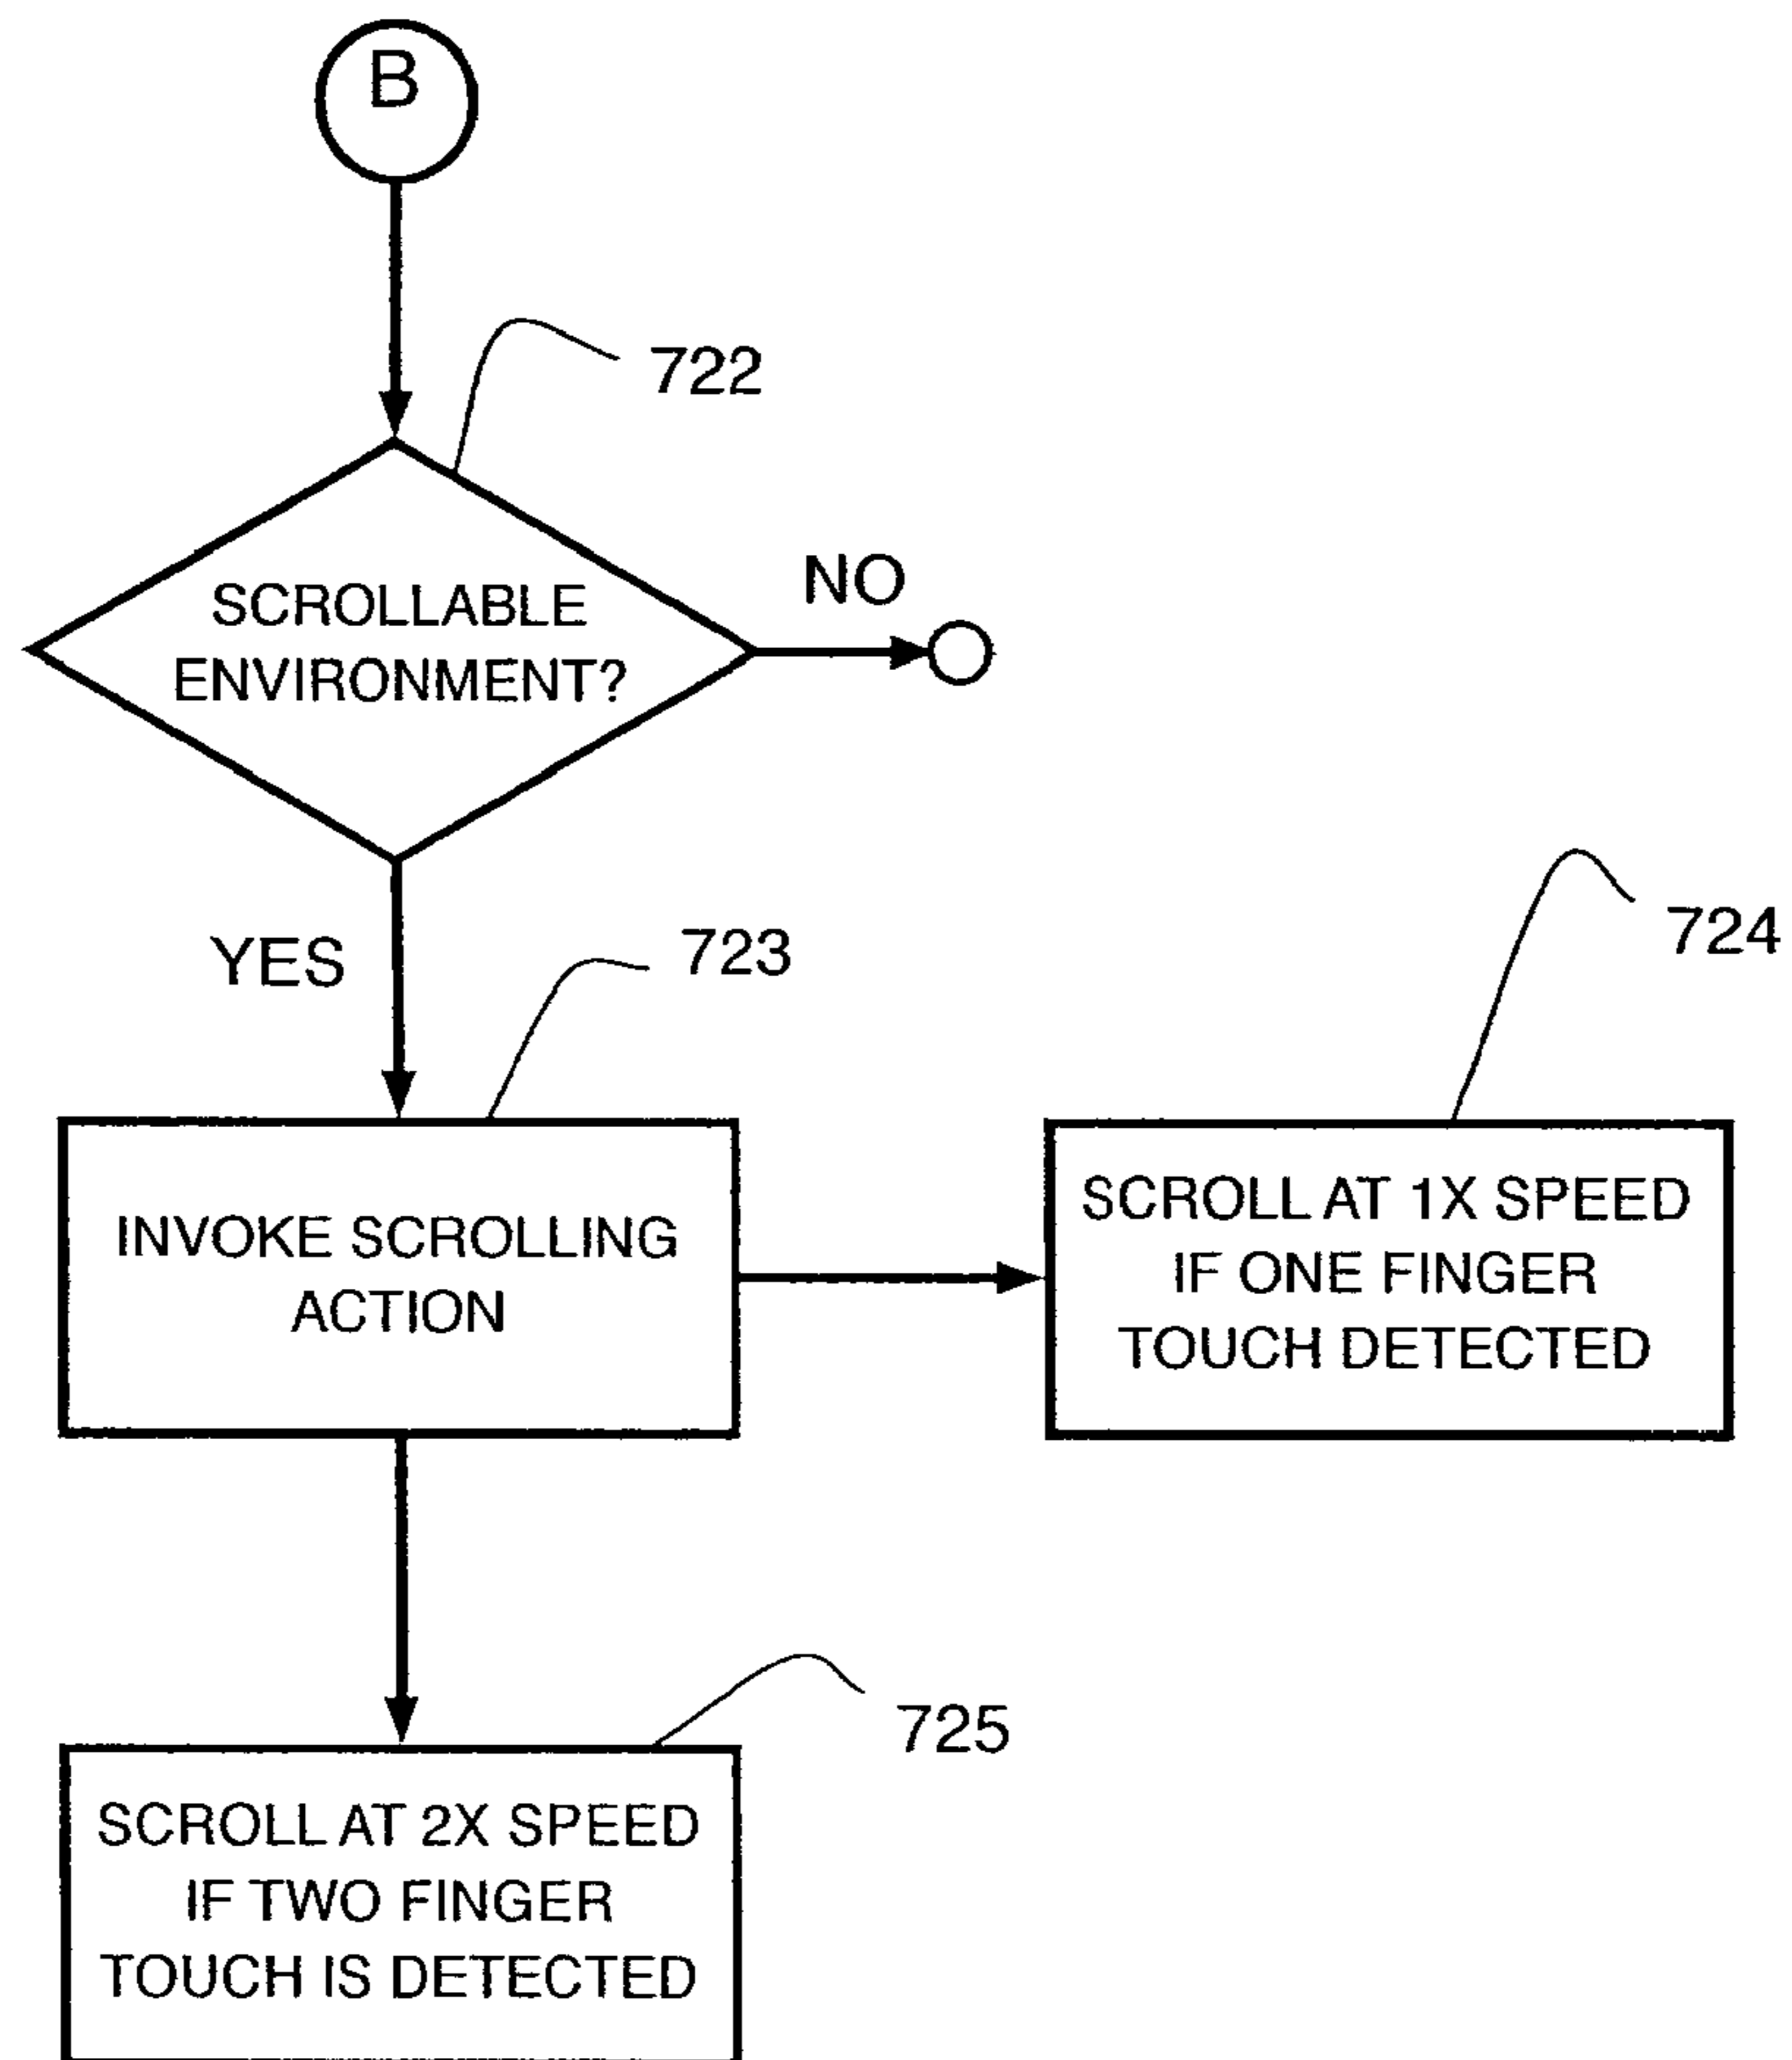 B
722
SCROLLABLE
ENVIRONMENT?
NO
YES
723
724
INVOKE SCROLLING
ACTION
SCROLL AT 1X SPEED
IF ONE FINGER
TOUCH DETECTED
725
SCROLL AT 2X SPEED
IF TWO FINGER
TOUCH IS DETECTED